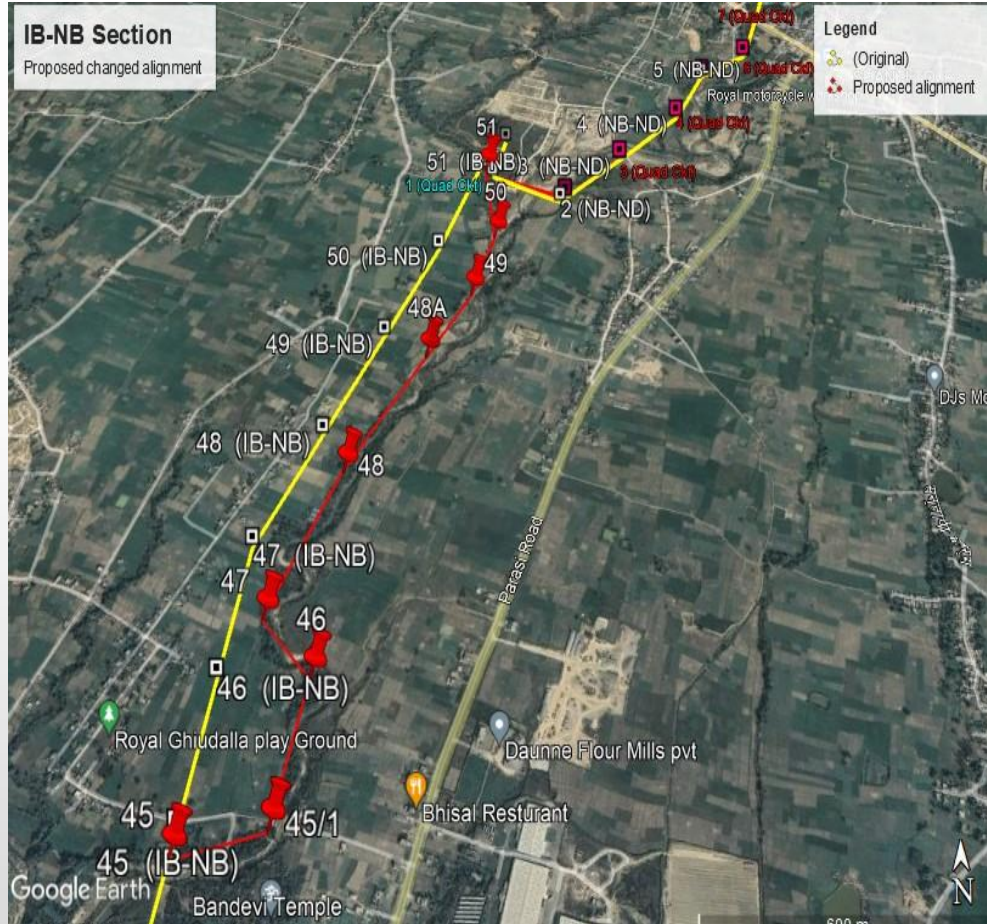 IB-NB Section
Proposed changed alignment
Legend
(Original)
Proposed alignment
7 (Quad Ckt)
5 (NB-ND)
6 (Quad Ckt)
Royal motorcycle
4 (NB-ND)
4 (Quad Ckt)
51
51 (IB-NB)
3 (NB-ND)
3 (Quad Ckt)
1 (Quad Ckt)
50
2 (NB-ND)
50 (IB-NB)
49
48A
49 (IB-NB)
DJs Mo
48 (IB-NB)
48
Parasi Road
47 (IB-NB)
47
46
46 (IB-NB)
Royal Ghiudalla play Ground
Daunne Flour Mills pvt
Bhisal Resturant
45
45/1
45 (IB-NB)
Google Earth
Bandevi Temple
N
600 m